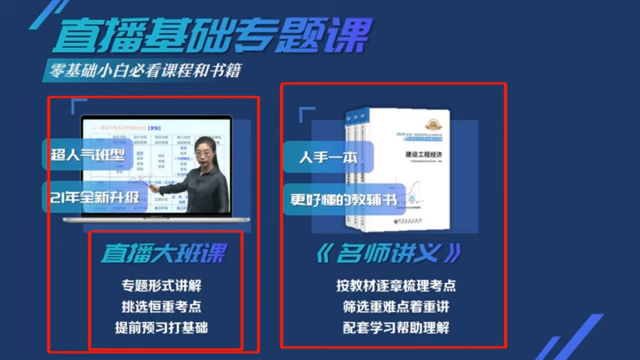 直播基础专题课
零基础小白必看课程和书籍
超人气班型
21年全新升级
直播大班课
专题形式讲解
挑选恒重考点
提前预习打基础
人手一本
更好懂的教辅书
建设工程经济
《名师讲义》
按教材逐章梳理考点
筛选重难点着重讲
配套学习帮助理解